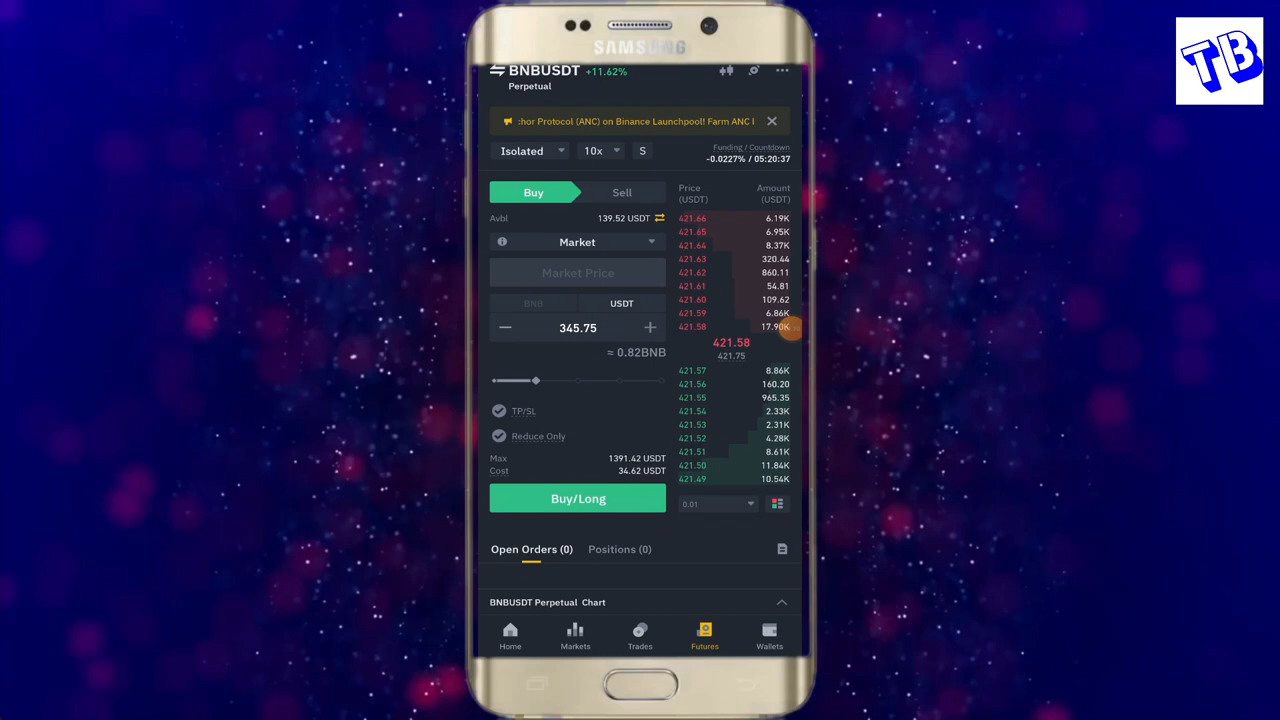 SAMSUNG
TB
BNBUSDT +11.62%
Perpetual
:hor Protocol (ANC) on Binance Launchpool! Farm ANC
Isolated 10x S
Funding / Countdown
-0.0227% / 05:20:37
Buy Sell
Price (USDT) Amount (USDT)
Avbl 139.52 USDT
Market
Market Price
BNB USDT
345.75
≈ 0.82BNB
TP/SL
Reduce Only
Max 1391.42 USDT
Cost 34.62 USDT
Buy/Long
421.66 6.19K
421.65 6.95K
421.64 8.37K
421.63 320.44
421.62 860.11
421.61 54.81
421.60 109.62
421.59 6.86K
421.58 17.90K
421.58
421.75
421.57 8.86K
421.56 160.20
421.55 965.35
421.54 2.33K
421.53 2.31K
421.52 4.28K
421.51 8.61K
421.50 11.84K
421.49 10.54K
0.01
Open Orders (0) Positions (0)
BNBUSDT Perpetual Chart
Home Markets Trades Futures Wallets